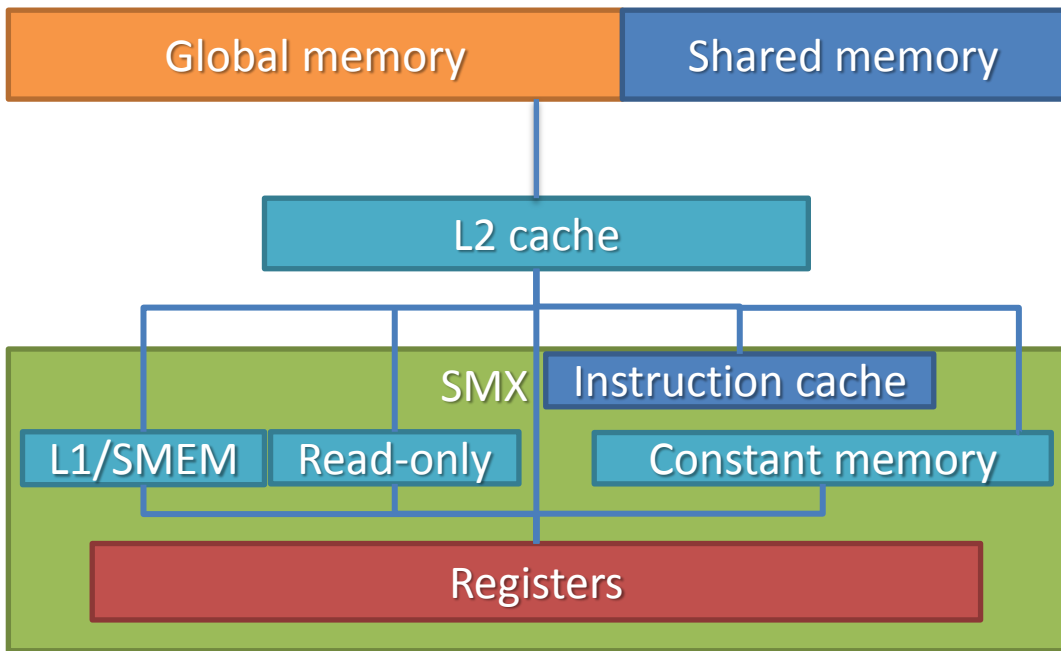 Global memory
Shared memory
L2 cache
SMX
Instruction cache
L1/SMEM
Read-only
Constant memory
Registers